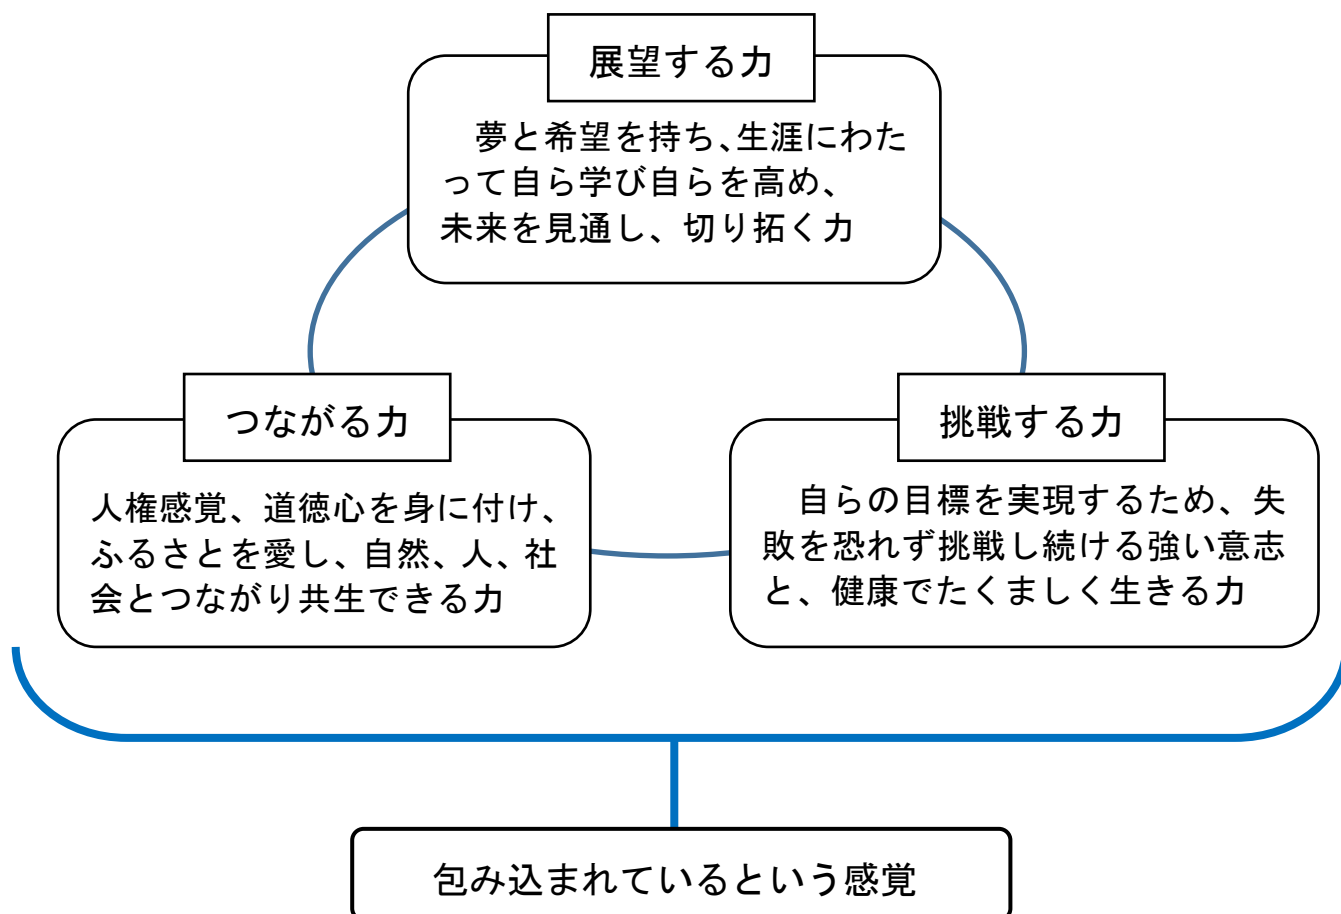 展望する力
夢と希望を持ち、生涯にわた
って自ら学び自らを高め、
未来を見通し、切り拓く力
つながる力
人権感覚、道徳心を身に付け、
ふるさとを愛し、自然、人、社
会とつながり共生できる力
挑戦する力
自らの目標を実現するため、失
敗を恐れず挑戦し続ける強い意志
と、健康でたくましく生きる力
包み込まれているという感覚